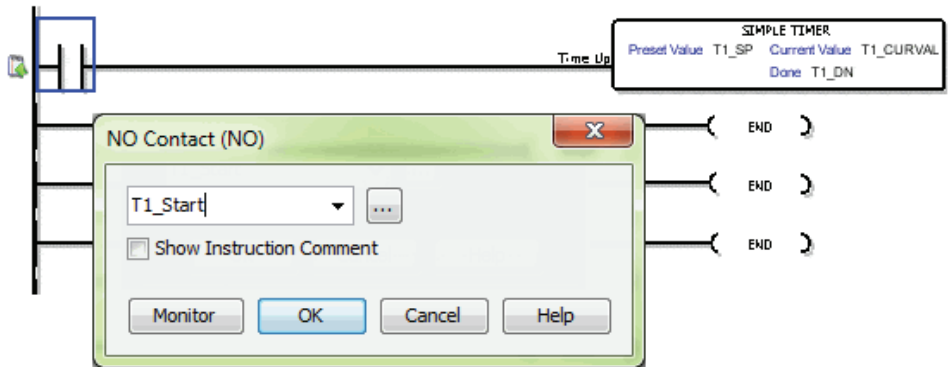 SIMPLE TIMER
Time Up
Preset Value T1_SP Current Value T1_CURVAL
Done T1_DN
NO Contact (NO)
END
T1_Start
...
END
Show Instruction Comment
END
Monitor OK Cancel Help